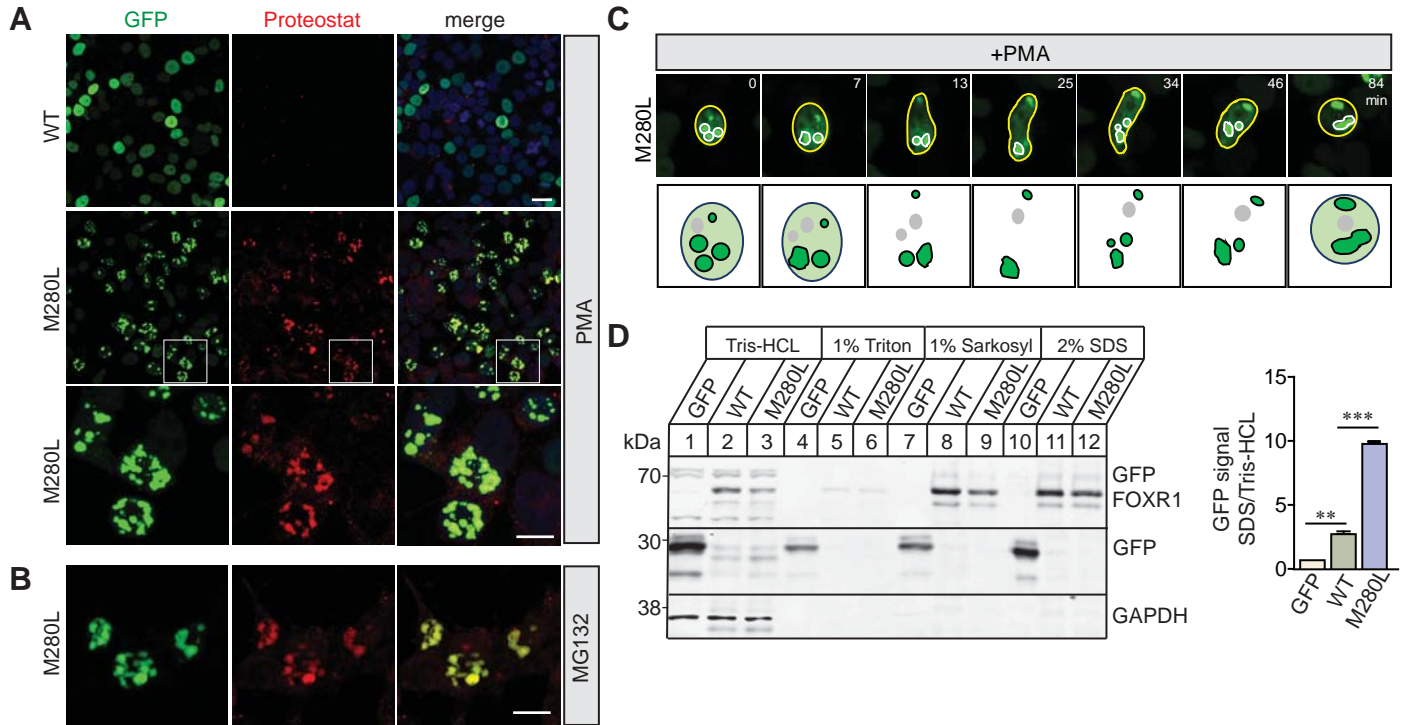 A
GFP
Proteostat
merge
WT
M280L
M280L
PMA
B
M280L
MG132
C
+PMA
M280L
0
7
13
25
34
46
84
min
D
Tris-HCL
1% Triton
1% Sarkosyl
2% SDS
GFP
WT
M280L
GFP
WT
M280L
GFP
WT
M280L
GFP
WT
M280L
kDa
1 2 3 4 5 6 7 8 9 10 11 12
70
GFP
FOXR1
30
GFP
38
GAPDH
GFP signal
SDS/Tris-HCL
15
10
5
0
**
***
GFP
WT
M280L